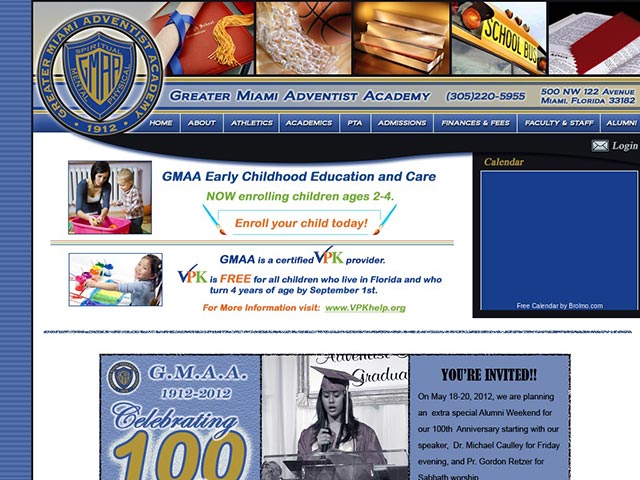 SCHOOL BUS
GREATER MIAMI ADVENTIST ACADEMY
SPIRITUAL
MENTAL
PHYSICAL
GMAA
• 1912 •
GREATER MIAMI ADVENTIST ACADEMY
(305)220-5955
500 NW 122 AVENUE
MIAMI, FLORIDA 33182
HOME
ABOUT
ATHLETICS
ACADEMICS
PTA
ADMISSIONS
FINANCES & FEES
FACULTY & STAFF
ALUMNI
Login
GMAA Early Childhood Education and Care
NOW enrolling children ages 2-4.
Enroll your child today!
GMAA is a certified VPK provider.
VPK is FREE for all children who live in Florida and who
turn 4 years of age by September 1st.
For More Information visit: www.VPKhelp.org
Calendar
Free Calendar by Brolmo.com
G.M.A.A.
1912-2012
Celebrating
100
Adventist
Gradua
YOU'RE INVITED!!
On May 18-20, 2012, we are planning
an extra special Alumni Weekend for
our 100th Anniversary starting with our
speaker, Dr. Michael Caulley for Friday
evening, and Pr. Gordon Retzer for
Sabbath worship